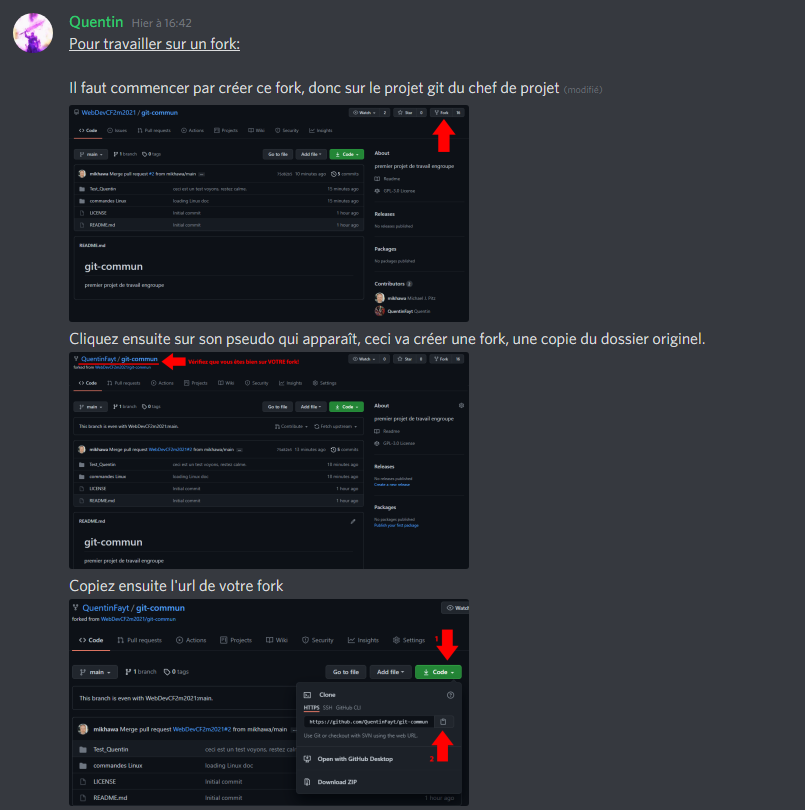 Quentin Hier à 16:42
Pour travailler sur un fork:
Il faut commencer par créer ce fork, donc sur le projet git du chef de projet (modifié)
WebDevCF2m2021 / git-commun
Watch 2 Star 0 Fork 16
Code Issues Pull requests Actions Projects Wiki Security Insights
main 1 branch 0 tags Go to file Add file Code
mikhawa Merge pull request #2 from mikhawa/main ... 10 minutes ago 5 commits
Test_Quentin ceci est un test voyons. restez calme. 10 minutes ago
commandes Linux loading Linux doc 10 minutes ago
LICENSE Initial commit 1 hour ago
README.md Initial commit 1 hour ago
README.md
git-commun
premier projet de travail engroupe
About
premier projet de travail engroupe
Readme
GPL-3.0 License
Releases
No releases published
Packages
No packages published
Contributors 2
mikhawa Michael J. Pitz
QuentinFayt Quentin
Cliquez ensuite sur son pseudo qui apparaît, ceci va créer une fork, une copie du dossier originel.
QuentinFayt / git-commun
Vérifiez que vous êtes bien sur VOTRE fork!
forked from WebDevCF2m2021/git-commun
Watch 0 Star 0 Fork 16
Code Pull requests Actions Projects Wiki Security Insights Settings
main 1 branch 0 tags Go to file Add file Code
This branch is even with WebDevCF2m2021:main. Contribute Fetch upstream
mikhawa Merge pull request WebDevCF2m2021#2 from mikhawa/main ... 10 minutes ago 5 commits
Test_Quentin ceci est un test voyons. restez calme. 10 minutes ago
commandes Linux loading Linux doc 10 minutes ago
LICENSE Initial commit 1 hour ago
README.md Initial commit 1 hour ago
README.md
git-commun
premier projet de travail engroupe
About
premier projet de travail engroupe
Readme
GPL-3.0 License
Releases
No releases published
Create a new release
Packages
No packages published
Publish your first package
Copiez ensuite l'url de votre fork
QuentinFayt / git-commun
Watch
forked from WebDevCF2m2021/git-commun
Code Pull requests Actions Projects Wiki Security Insights Settings 1
main 1 branch 0 tags Go to file Add file Code
This branch is even with WebDevCF2m2021:main.
mikhawa Merge pull request WebDevCF2m2021#2 from mikhawa/main
Test_Quentin ceci est un test voyons. restez calme
commandes Linux loading Linux doc
LICENSE Initial commit
README.md Initial commit 1 hour ago
Clone
HTTPS SSH GitHub CLI
https://github.com/QuentinFayt/git-commun
Use Git or checkout with SVN using the web URL.
Open with GitHub Desktop 2
Download ZIP